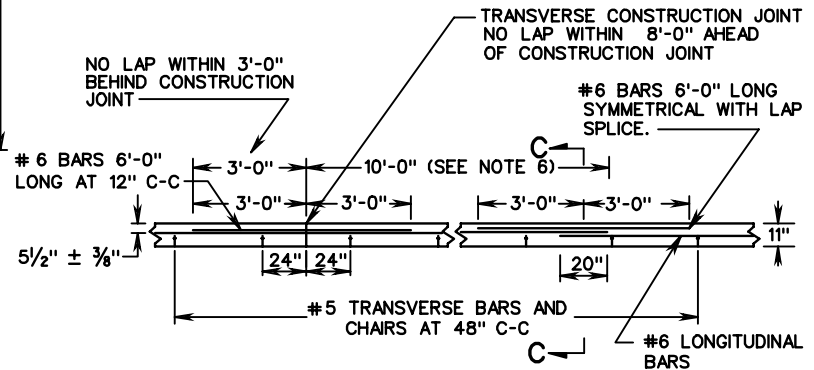 TRANSVERSE CONSTRUCTION JOINT
NO LAP WITHIN 8'-0" AHEAD
OF CONSTRUCTION JOINT
NO LAP WITHIN 3'-0"
BEHIND CONSTRUCTION
JOINT
#6 BARS 6'-0" LONG
SYMMETRICAL WITH LAP
SPLICE.
# 6 BARS 6'-0"
LONG AT 12" C-C
3'-0"
10'-0" (SEE NOTE 6)
C
3'-0"
3'-0"
3'-0"
3'-0"
5½" ± ⅜"
11"
24"
24"
20"
#5 TRANSVERSE BARS AND
CHAIRS AT 48" C-C
C
#6 LONGITUDINAL
BARS